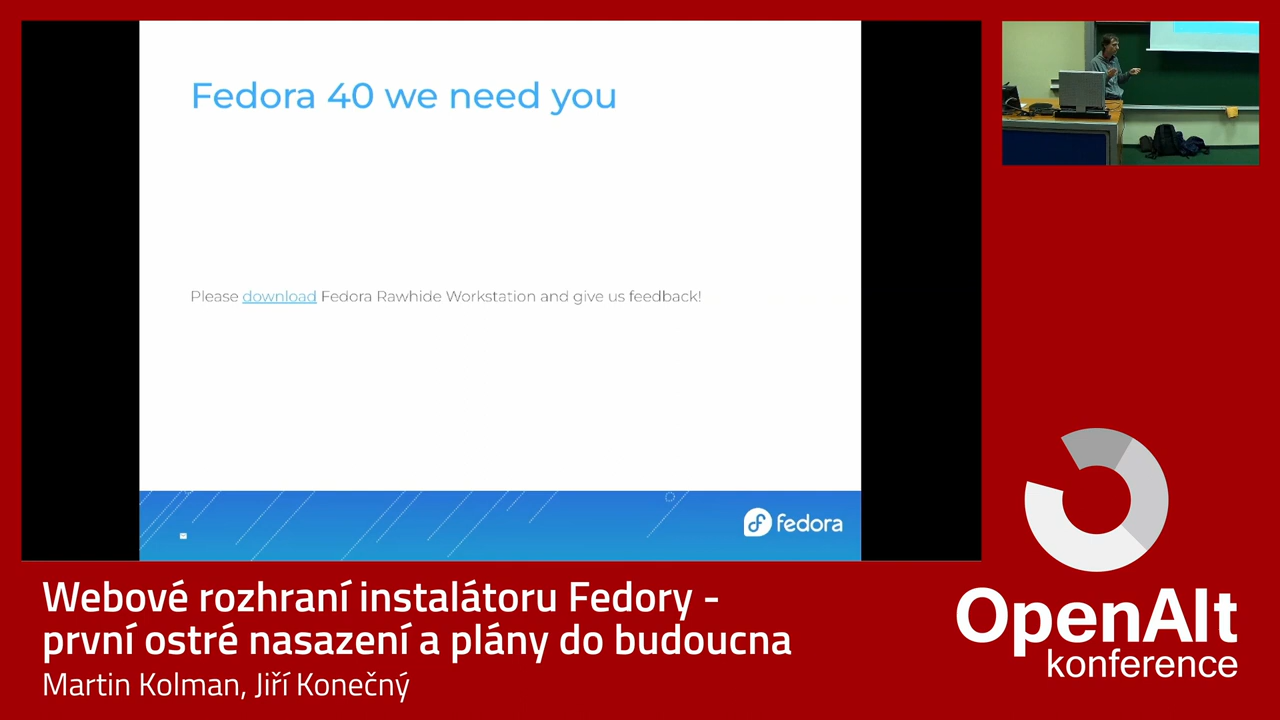 Fedora 40 we need you
Please download Fedora Rawhide Workstation and give us feedback!
fedora
Webové rozhraní instalátoru Fedory -
první ostré nasazení a plány do budoucna
Martin Kolman, Jiří Konečný
OpenAlt
konference